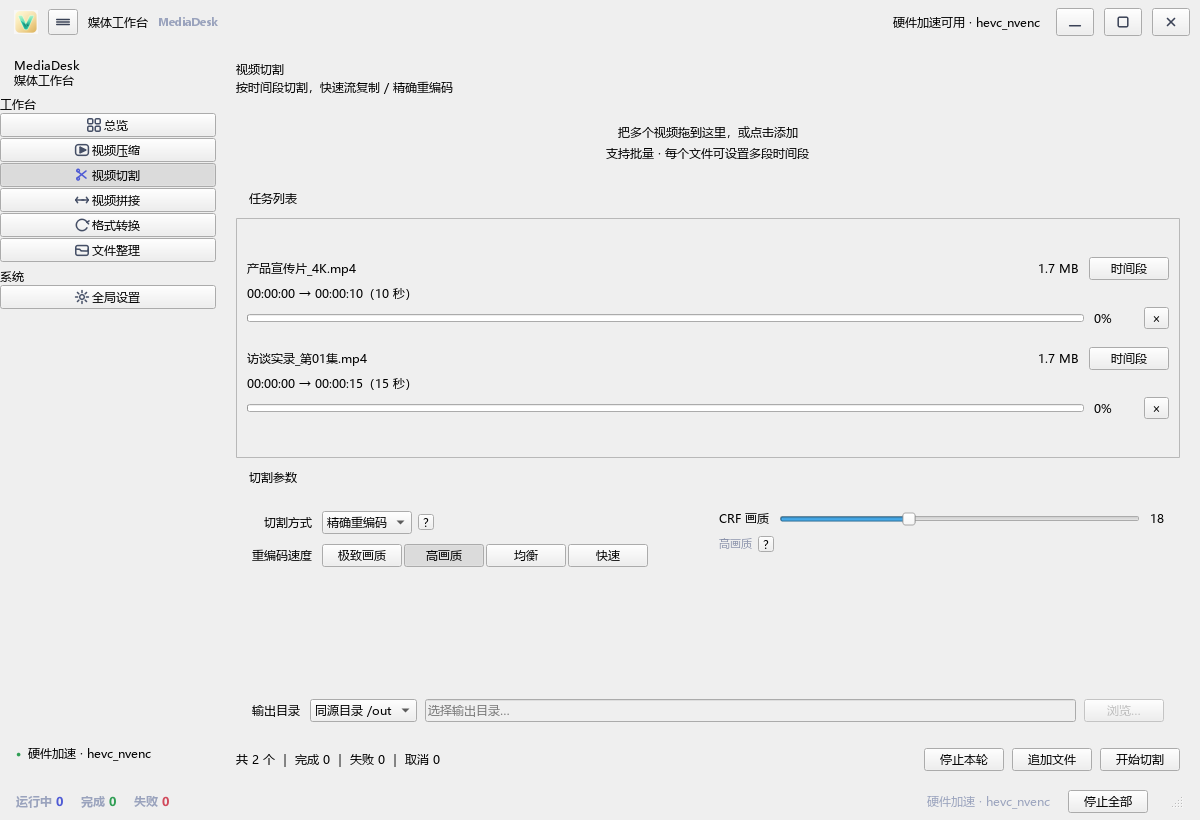 媒体工作台 MediaDesk
硬件加速可用 · hevc_nvenc
MediaDesk
媒体工作台
工作台
总览
视频压缩
视频切割
视频拼接
格式转换
文件整理
系统
全局设置
视频切割
按时间段切割，快速流复制 / 精确重编码
把多个视频拖到这里，或点击添加
支持批量 · 每个文件可设置多段时间段
任务列表
产品宣传片_4K.mp4 1.7 MB 时间段
00:00:00 → 00:00:10（10 秒）
0% ×
访谈实录_第01集.mp4 1.7 MB 时间段
00:00:00 → 00:00:15（15 秒）
0% ×
切割参数
切割方式 精确重编码 ?
CRF 画质 18
高画质 ?
重编码速度 极致画质 高画质 均衡 快速
输出目录 同源目录 /out 选择输出目录... 浏览...
• 硬件加速 · hevc_nvenc
共 2 个 | 完成 0 | 失败 0 | 取消 0
停止本轮 追加文件 开始切割
运行中 0 完成 0 失败 0
硬件加速 · hevc_nvenc 停止全部